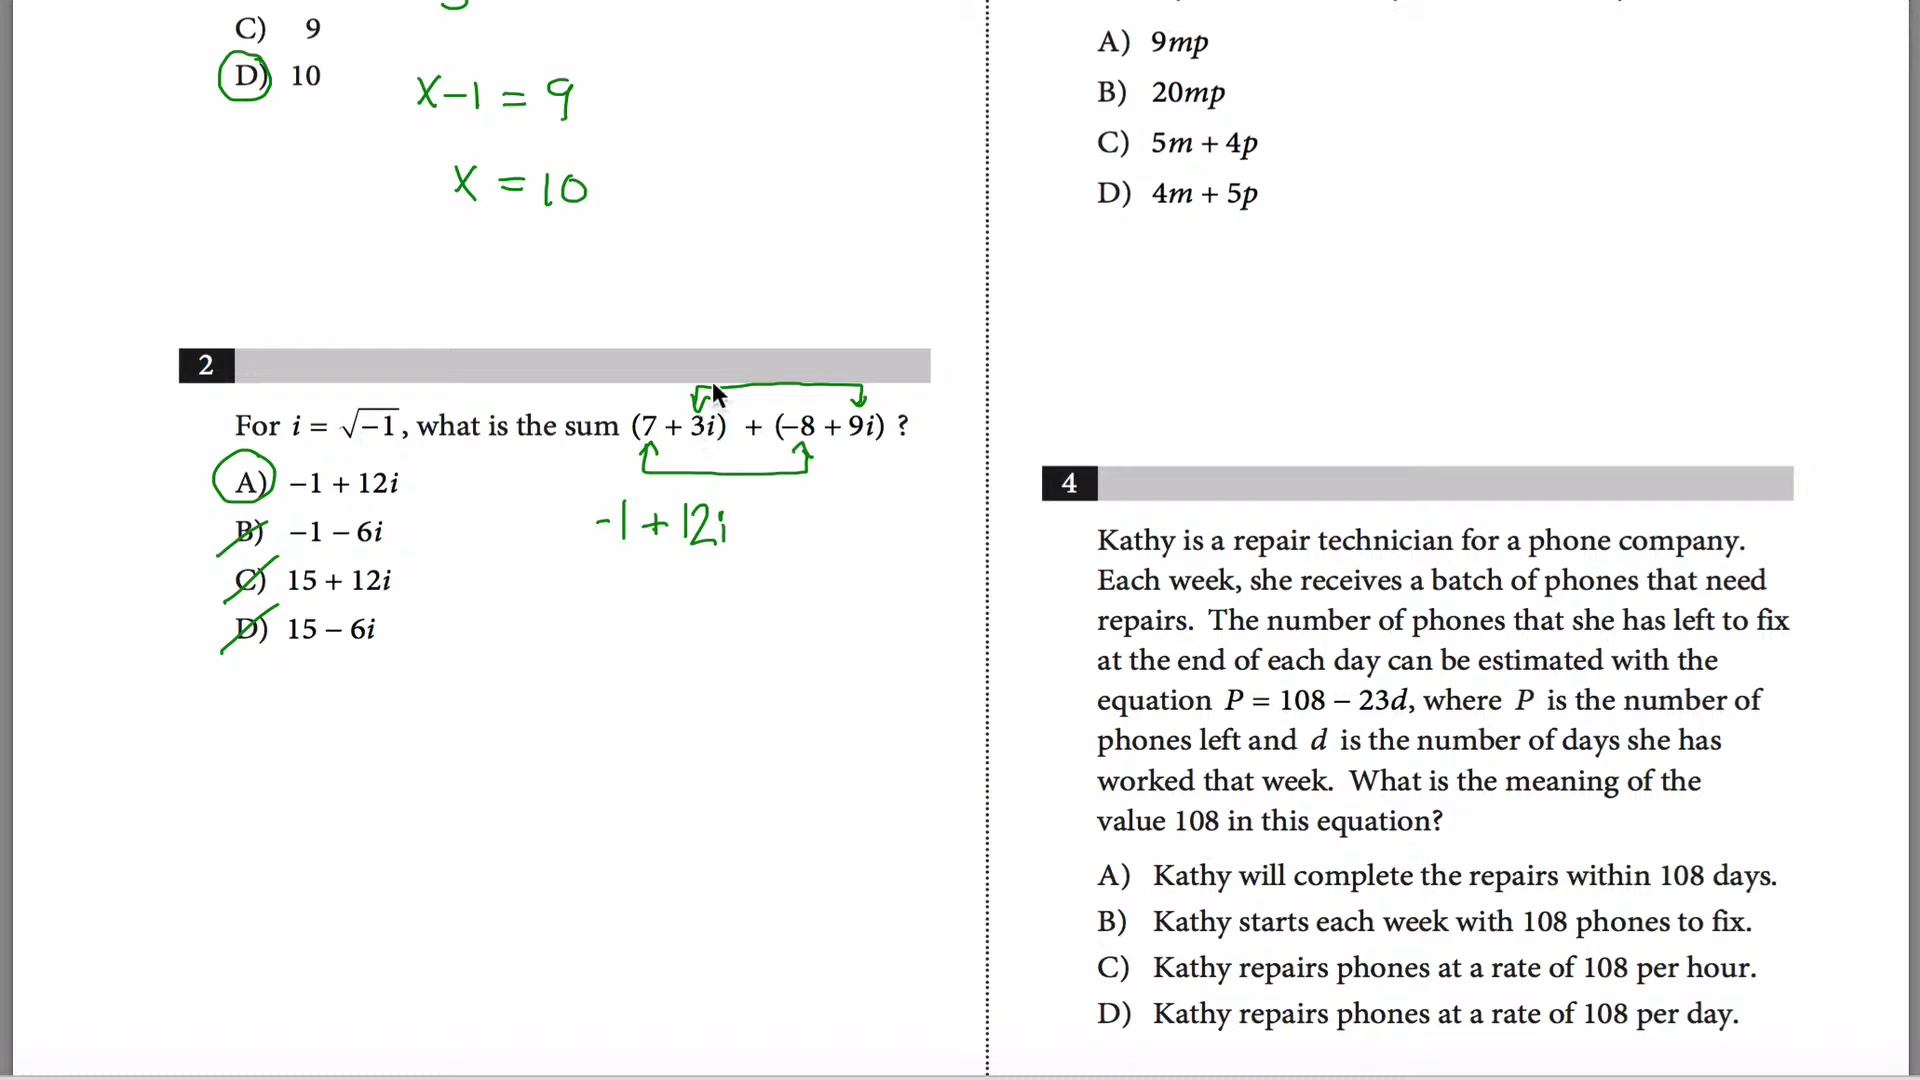 C) 9
D) 10
x-1 = 9
x = 10
2
For i = √−1, what is the sum (7 + 3i) + (−8 + 9i) ?
A) −1 + 12i
B) −1 − 6i
C) 15 + 12i
D) 15 − 6i
-1 + 12i
A) 9mp
B) 20mp
C) 5m + 4p
D) 4m + 5p
4
Kathy is a repair technician for a phone company.
Each week, she receives a batch of phones that need
repairs. The number of phones that she has left to fix
at the end of each day can be estimated with the
equation P = 108 − 23d, where P is the number of
phones left and d is the number of days she has
worked that week. What is the meaning of the
value 108 in this equation?
A) Kathy will complete the repairs within 108 days.
B) Kathy starts each week with 108 phones to fix.
C) Kathy repairs phones at a rate of 108 per hour.
D) Kathy repairs phones at a rate of 108 per day.